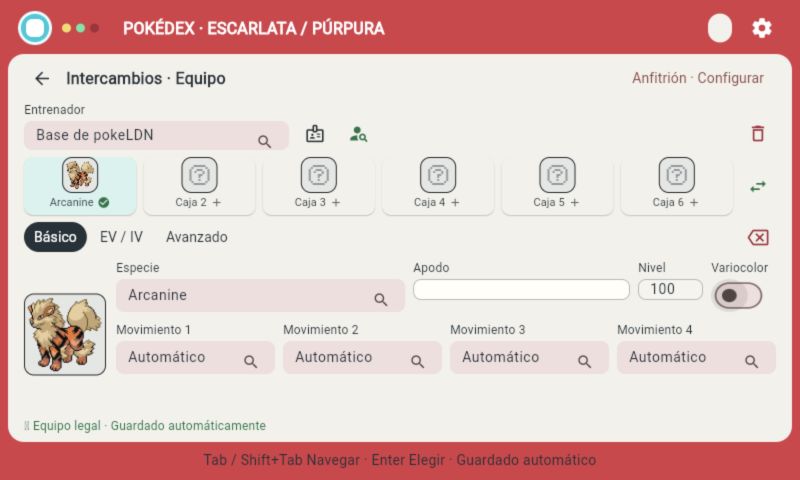 POKÉDEX · ESCARLATA / PÚRPURA
Intercambios · Equipo
Anfitrión · Configurar
Entrenador
Base de pokeLDN
Arcanine
Caja 2 +
Caja 3 +
Caja 4 +
Caja 5 +
Caja 6 +
Básico
EV / IV
Avanzado
Especie
Apodo
Nivel
Variocolor
Arcanine
100
Movimiento 1
Movimiento 2
Movimiento 3
Movimiento 4
Automático
Automático
Automático
Automático
Equipo legal · Guardado automáticamente
Tab / Shift+Tab Navegar · Enter Elegir · Guardado automático